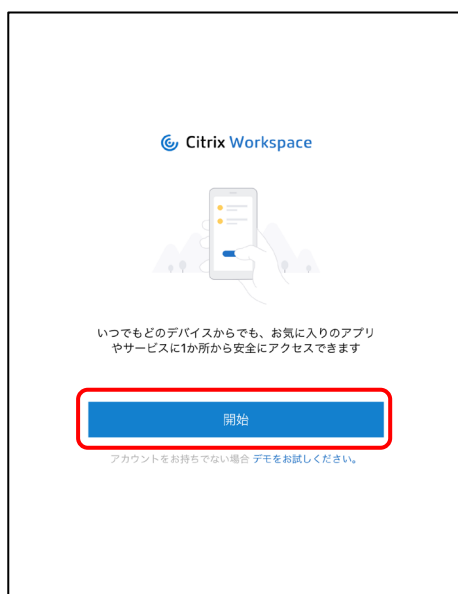 Citrix Workspace
いつでもどのデバイスからでも、お気に入りのアプリ
やサービスに1か所から安全にアクセスできます
開始
アカウントをお持ちでない場合 デモをお試しください。